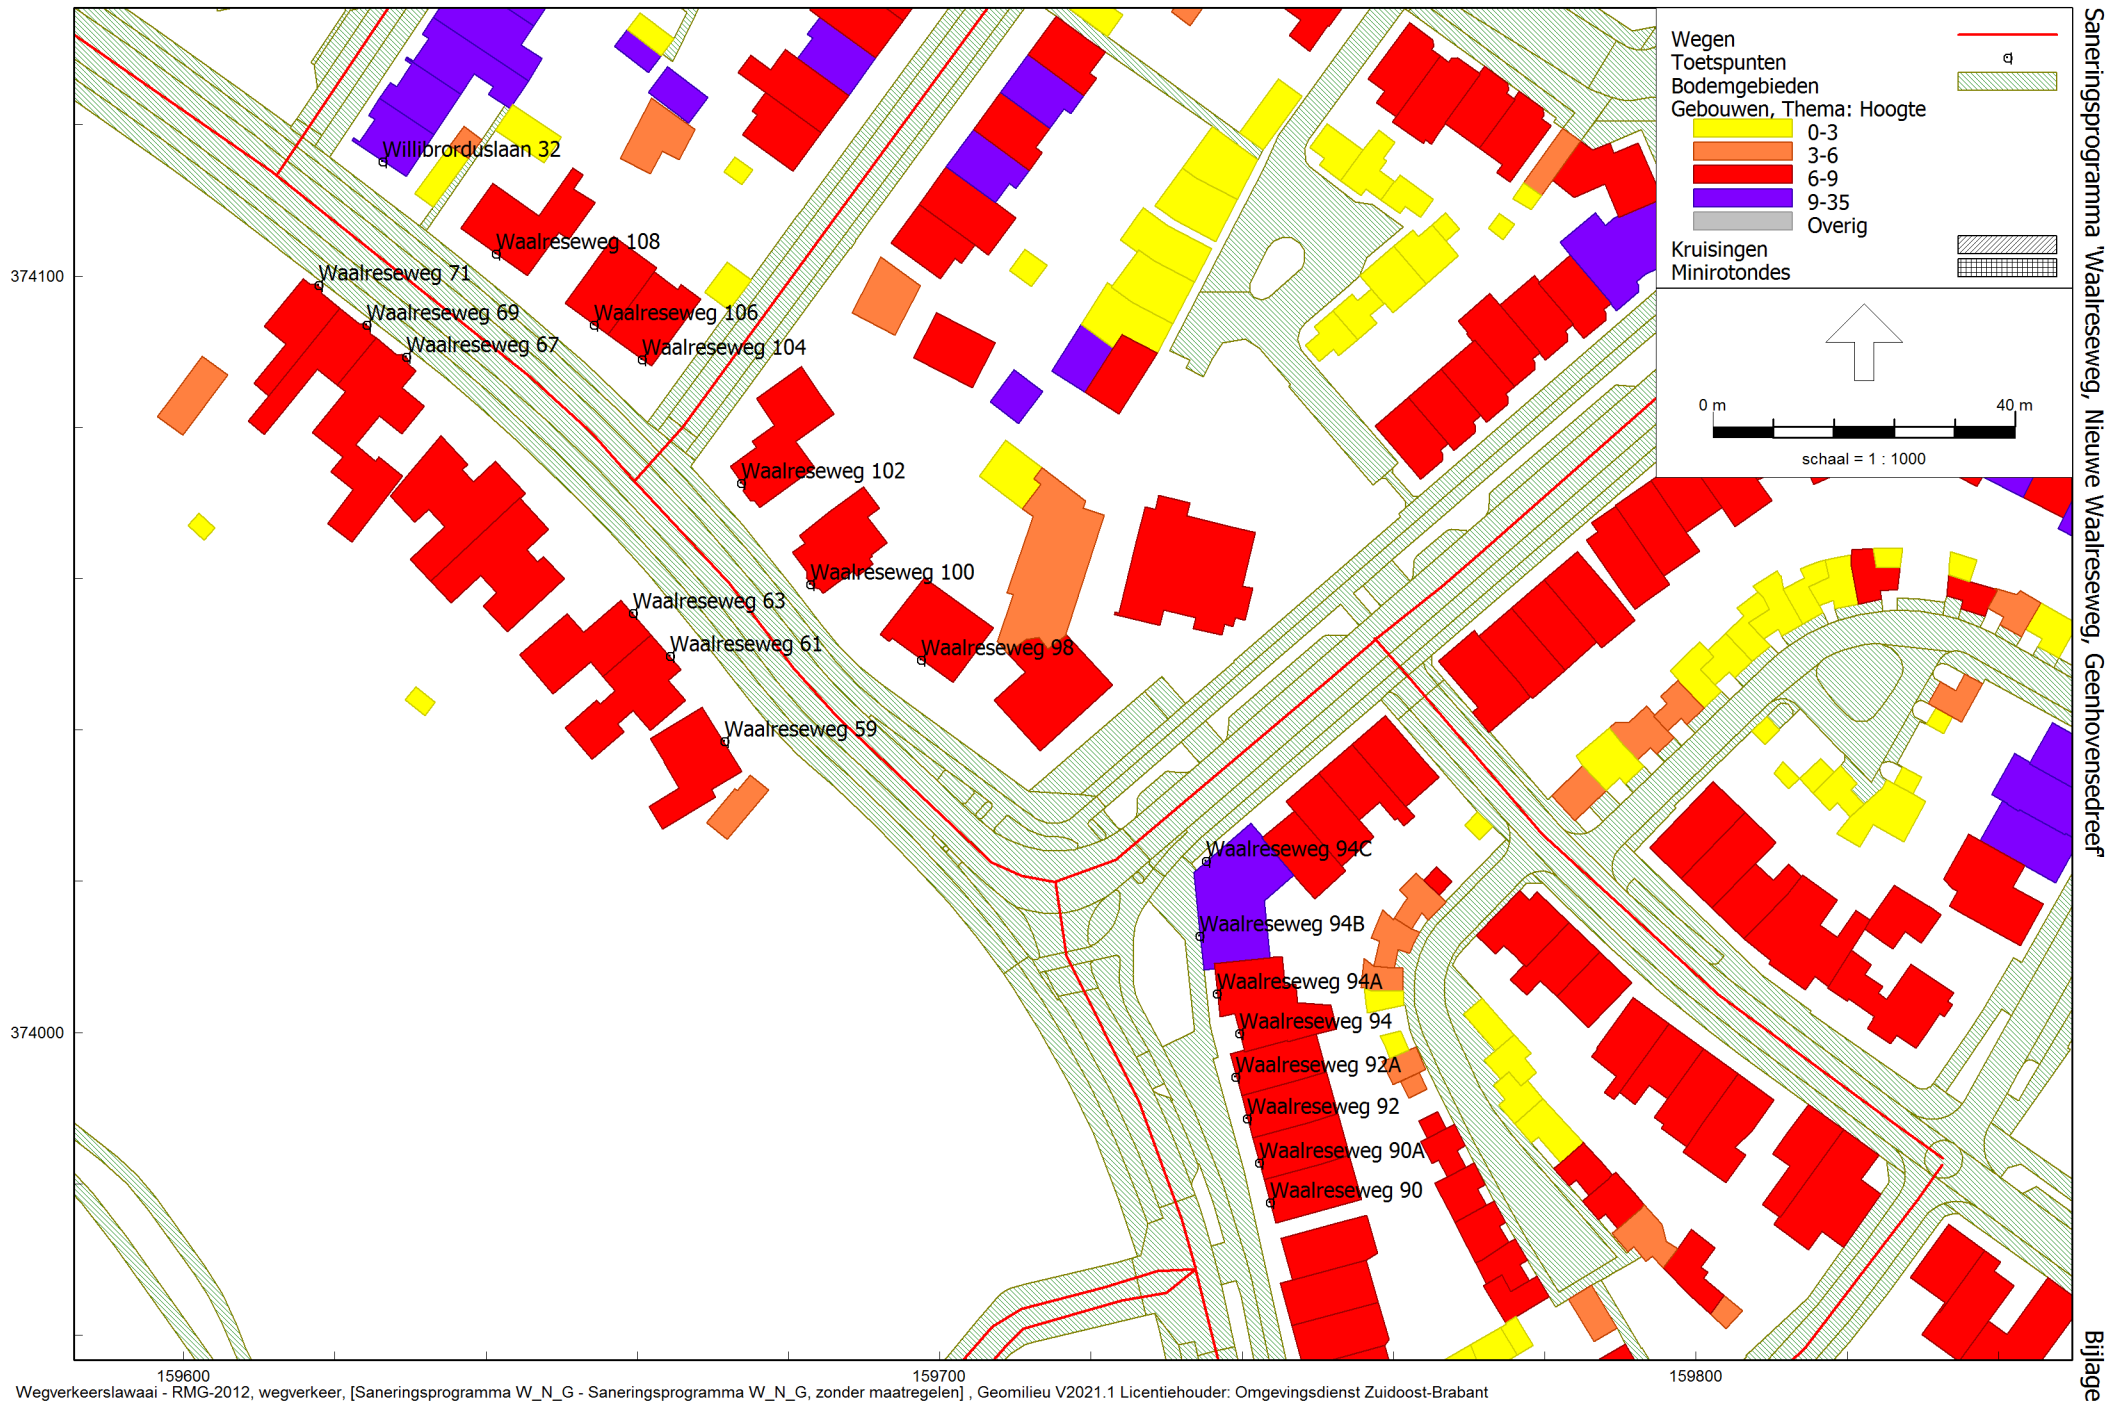 Wegen
Toetspunten
Bodemgebieden
Gebouwen, Thema: Hoogte
0-3
3-6
6-9
9-35
Overig
Kruisingen
Minirotondes
0 m
40 m
schaal = 1 : 1000
Saneringsprogramma 'Waalreseweg, Nieuwe Waalreseweg, Geenhovensedreef'
Bijlage
Willibrorduslaan 32
Waalreseweg 108
Waalreseweg 71
Waalreseweg 69
Waalreseweg 106
Waalreseweg 67
Waalreseweg 104
Waalreseweg 102
Waalreseweg 100
Waalreseweg 63
Waalreseweg 61
Waalreseweg 98
Waalreseweg 59
Waalreseweg 94C
Waalreseweg 94B
Waalreseweg 94A
Waalreseweg 94
Waalreseweg 92A
Waalreseweg 92
Waalreseweg 90A
Waalreseweg 90
374100
374000
159600
159700
159800
Wegverkeerslawaai - RMG-2012, wegverkeer, [Saneringsprogramma W_N_G - Saneringsprogramma W_N_G, zonder maatregelen] , Geomilieu V2021.1 Licentiehouder: Omgevingsdienst Zuidoost-Brabant